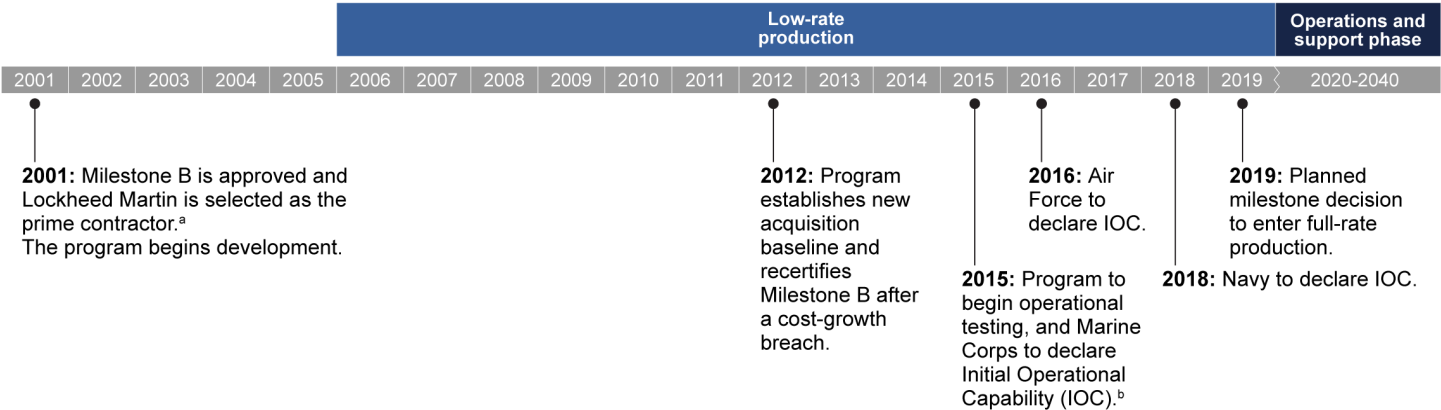 Low-rate
production
Operations and
support phase
2001 2002 2003 2004 2005 2006 2007 2008 2009 2010 2011 2012 2013 2014 2015 2016 2017 2018 2019 2020-2040
2001: Milestone B is approved and
Lockheed Martin is selected as the
prime contractor.ª
The program begins development.
2012: Program
establishes new
acquisition
baseline and
recertifies
Milestone B after
a cost-growth
breach.
2015: Program to
begin operational
testing, and Marine
Corps to declare
Initial Operational
Capability (IOC).ᵇ
2016: Air
Force to
declare IOC.
2018: Navy to declare IOC.
2019: Planned
milestone decision
to enter full-rate
production.